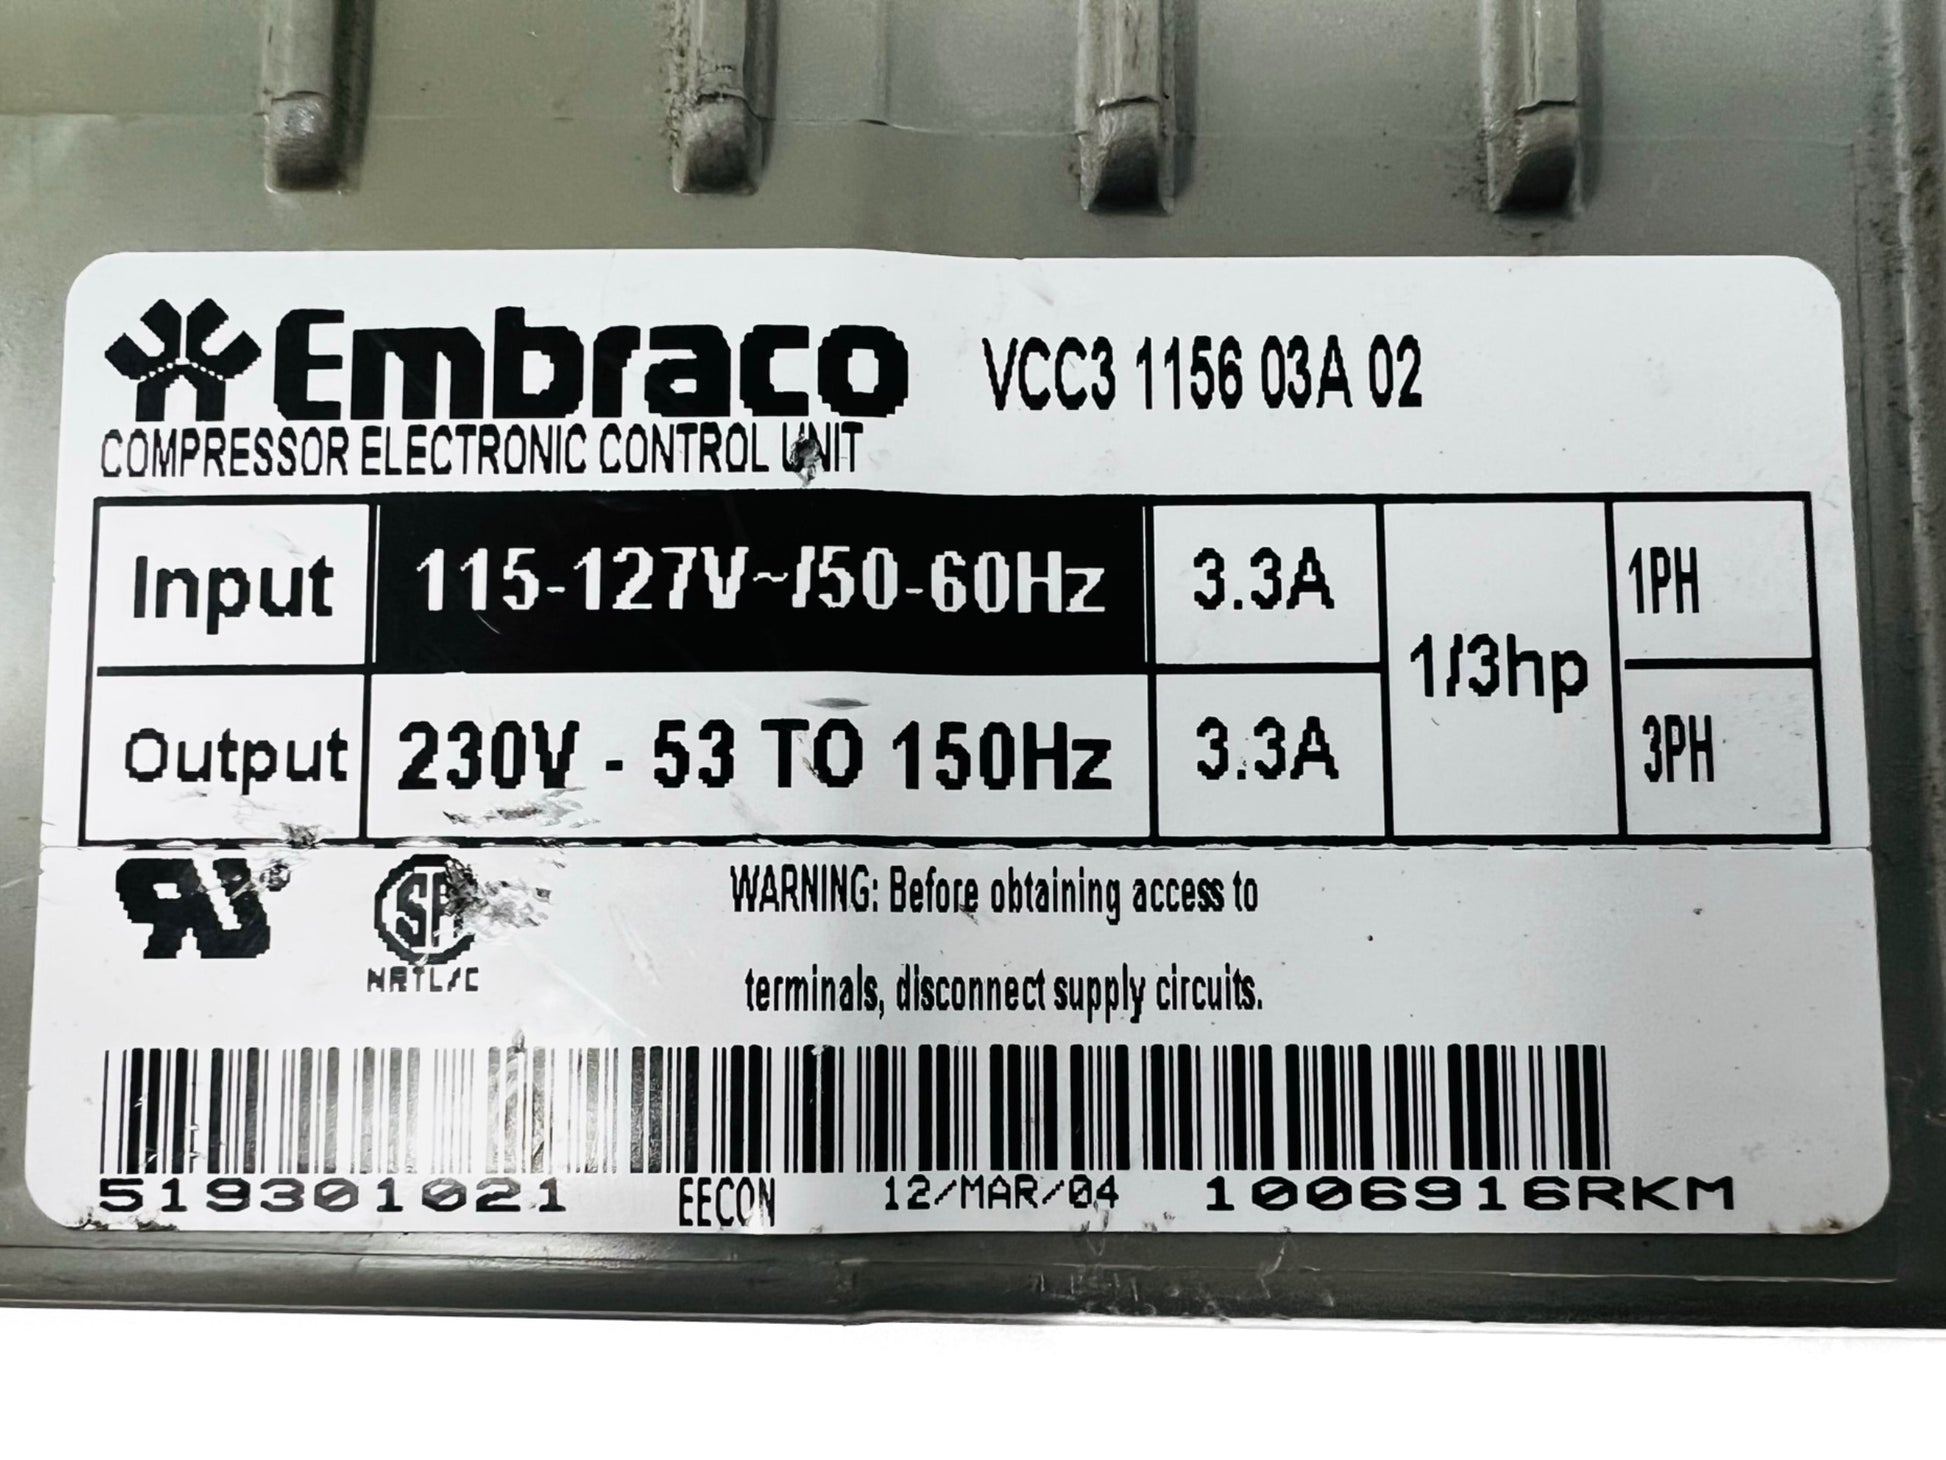 Embraco VCC3 1156 03A 02
COMPRESSOR ELECTRONIC CONTROL UNIT
Input 115-127V~/50-60Hz 3.3A 1/3hp 1PH
Output 230V - 53 TO 150Hz 3.3A 3PH
RU SA
NRTL/C
WARNING: Before obtaining access to
terminals, disconnect supply circuits.
519301021 EECON 12/MAR/04 1006916RKM